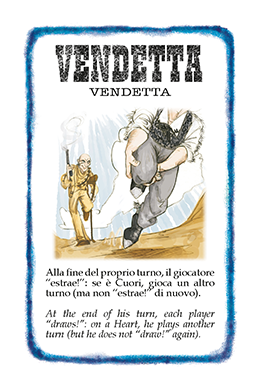 VENDETTA
VENDETTA
Alla fine del proprio turno, il giocatore
“estrae!”: se è Cuori, gioca un altro
turno (ma non “estrae!” di nuovo).
At the end of his turn, each player
“draws!”: on a Heart, he plays another
turn (but he does not “draw!” again).